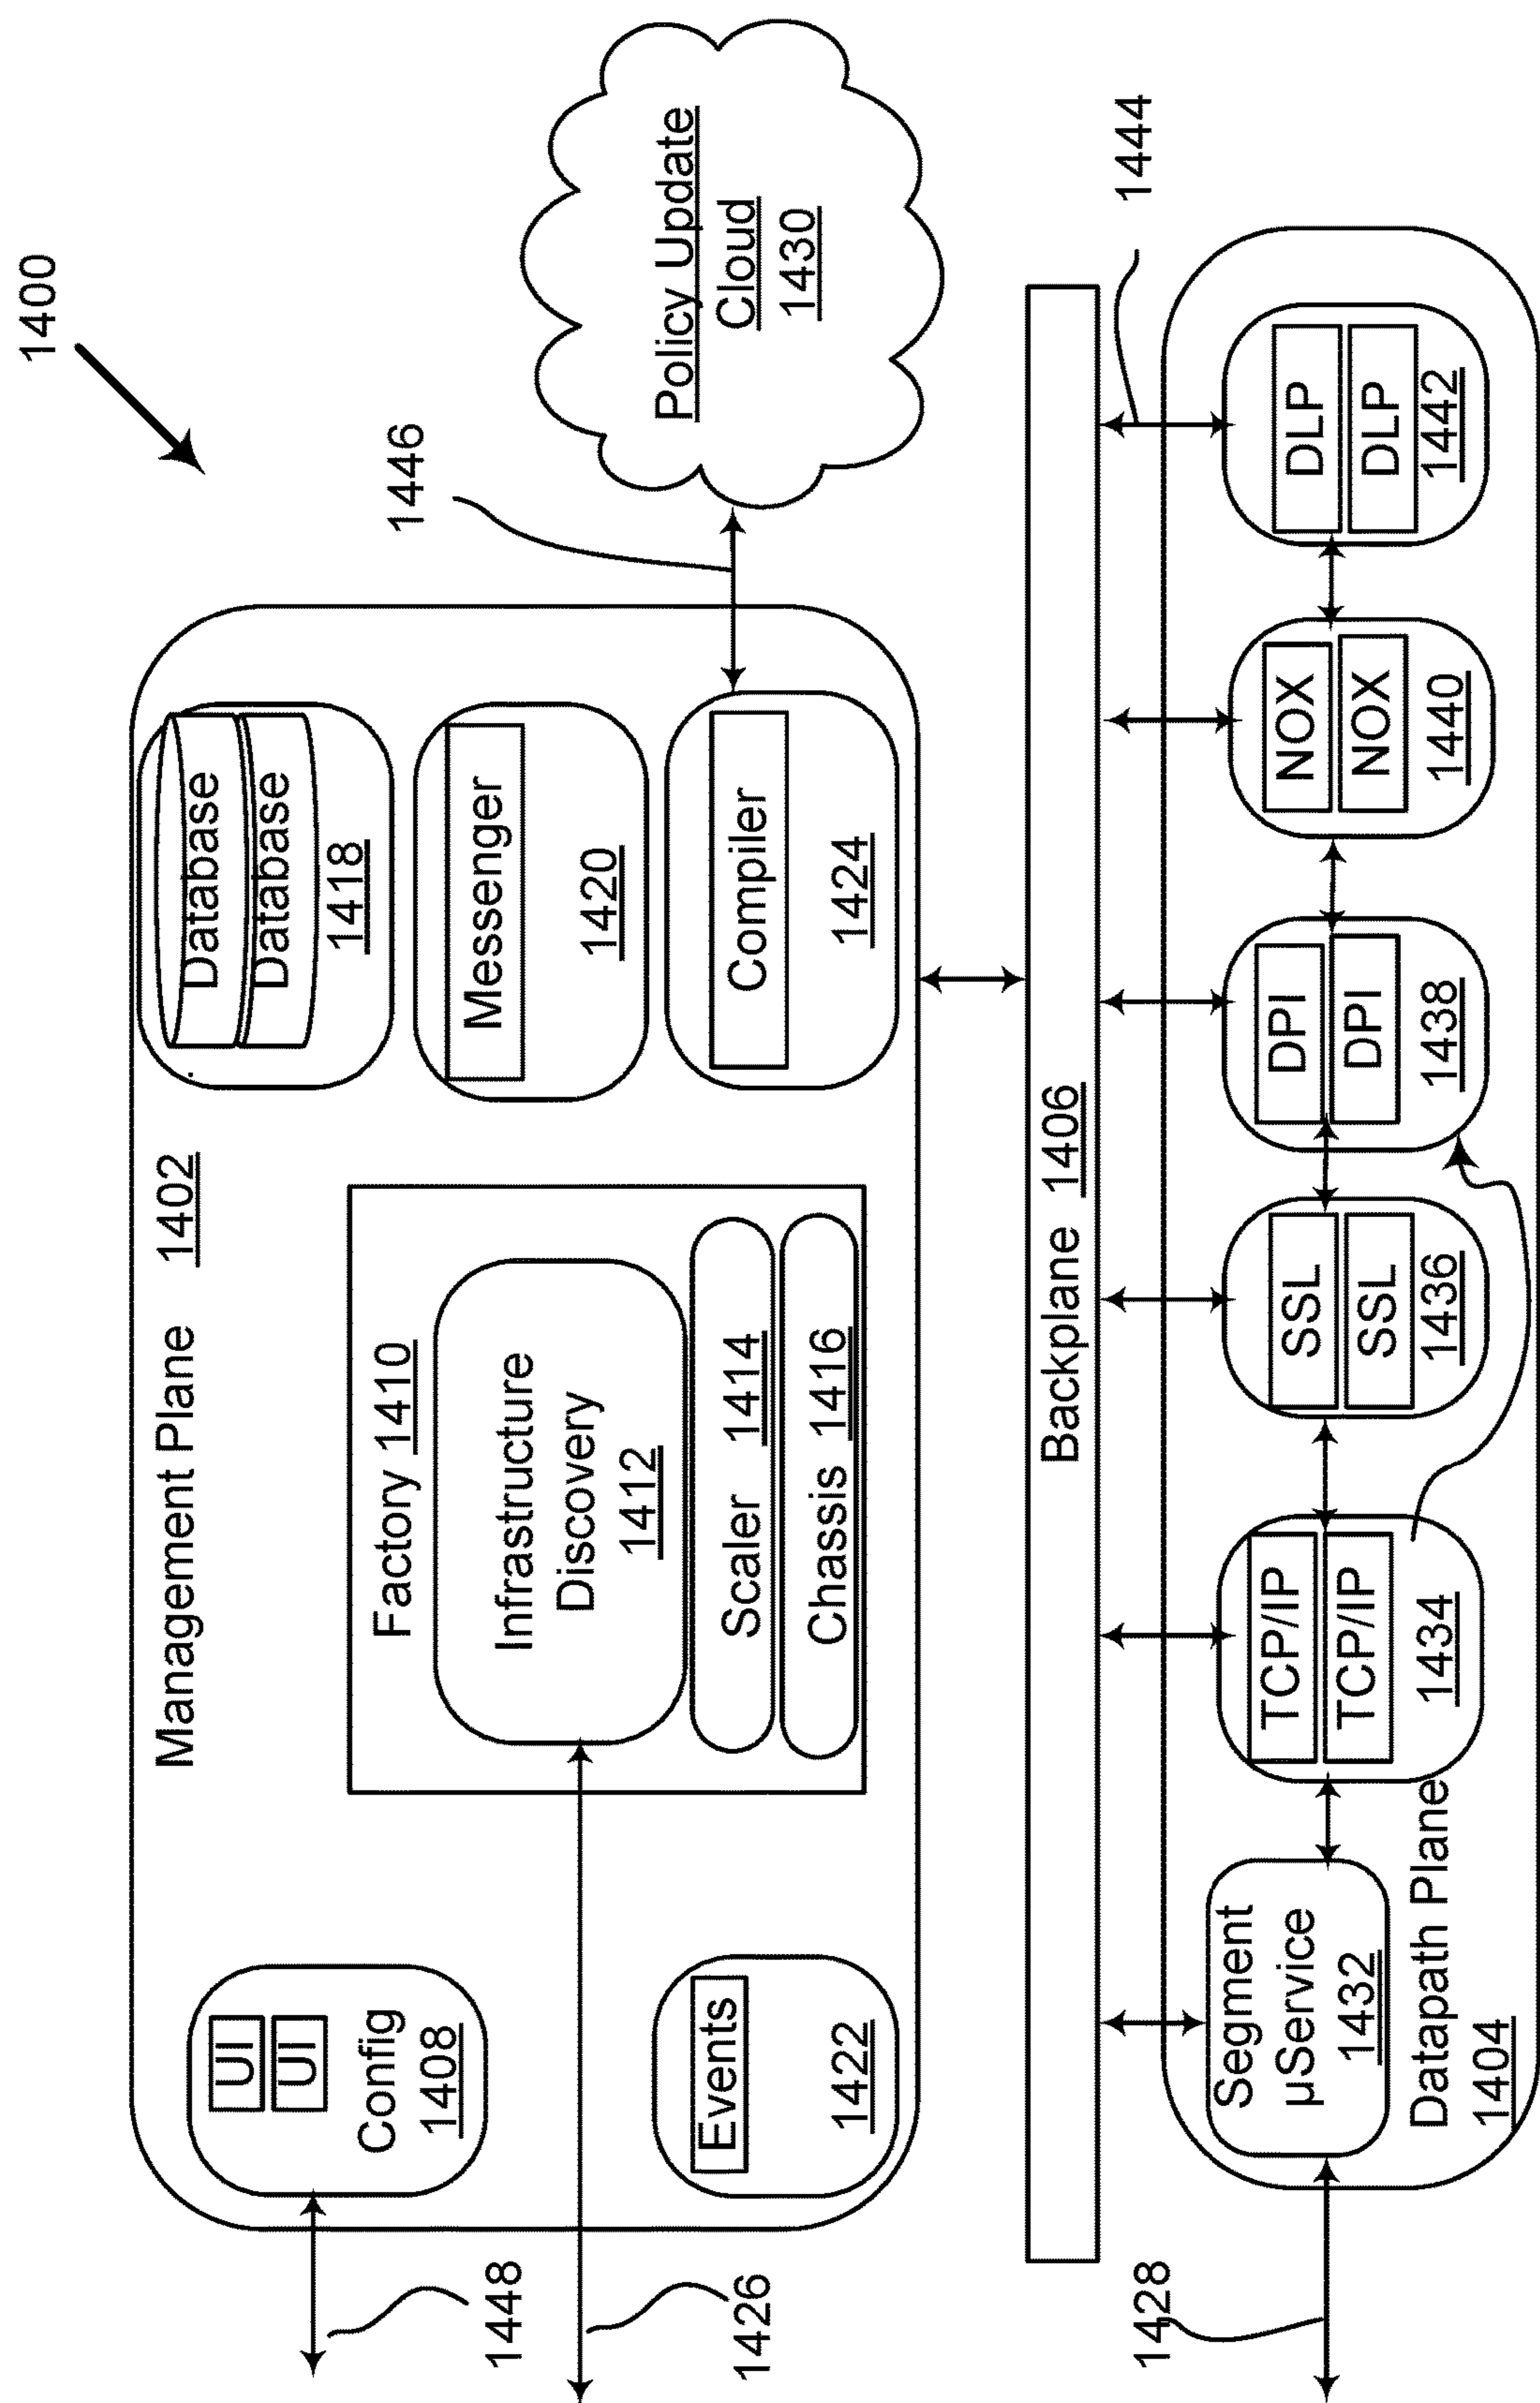 1400
Management Plane 1402
UI
UI
Config
1408
Factory 1410
Infrastructure
Discovery
1412
Scaler 1414
Chassis 1416
Database
Database
1418
Messenger
1420
Compiler
1424
Events
1422
1448
1426
1446
Policy Update
Cloud
1430
Backplane 1406
1444
1428
Segment
µService
1432
TCP/IP
TCP/IP
1434
SSL
SSL
1436
DPI
DPI
1438
NOX
NOX
1440
DLP
DLP
1442
Datapath Plane
1404